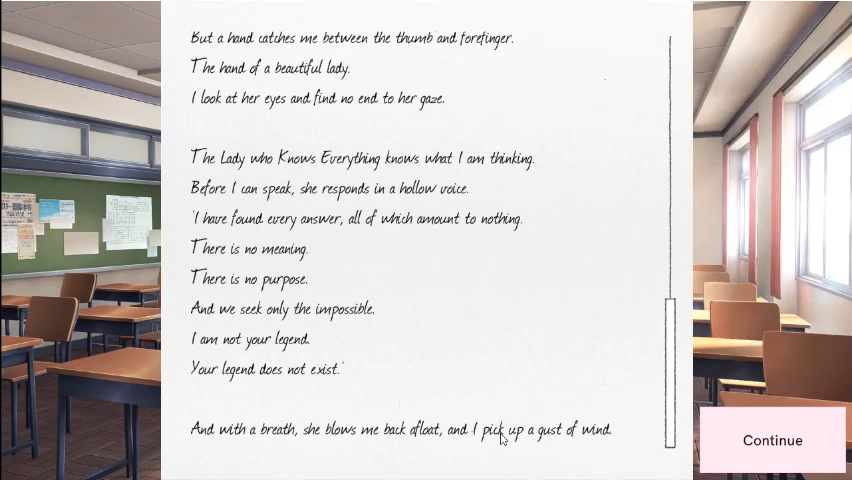 But a hand catches me between the thumb and forefinger.
The hand of a beautiful lady.
I look at her eyes and find no end to her gaze.
The Lady who Knows Everything knows what I am thinking.
Before I can speak, she responds in a hollow voice.
'I have found every answer, all of which amount to nothing.
There is no meaning.
There is no purpose.
And we seek only the impossible.
I am not your legend.
Your legend does not exist.'
And with a breath, she blows me back afloat, and I pick up a gust of wind.
Continue